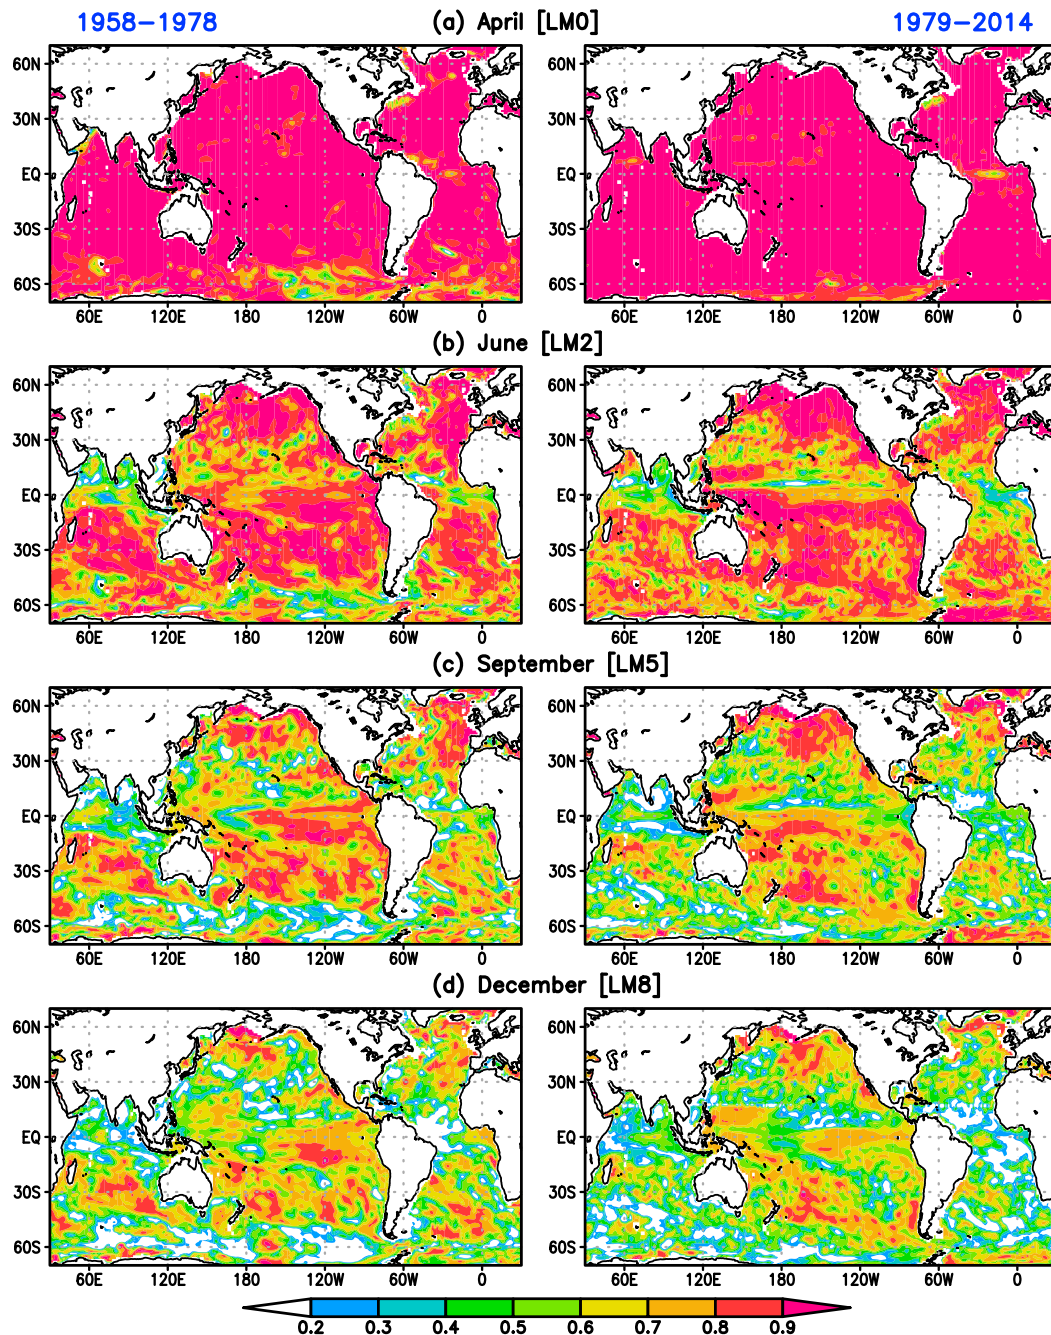 1958−1978 (a) April [LM0] 1979−2014
60N
30N
EQ
30S
60S
60E 120E 180 120W 60W 0 60E 120E 180 120W 60W 0
(b) June [LM2]
60N 60N
30N 30N
EQ EQ
30S 30S
60S 60S
60E 120E 180 120W 60W 0 60E 120E 180 120W 60W 0
(c) September [LM5]
60N 60N
30N 30N
EQ EQ
30S 30S
60S 60S
60E 120E 180 120W 60W 0 60E 120E 180 120W 60W 0
(d) December [LM8]
60N 60N
30N 30N
EQ EQ
30S 30S
60S 60S
60E 120E 180 120W 60W 0 60E 120E 180 120W 60W 0
0.2 0.3 0.4 0.5 0.6 0.7 0.8 0.9